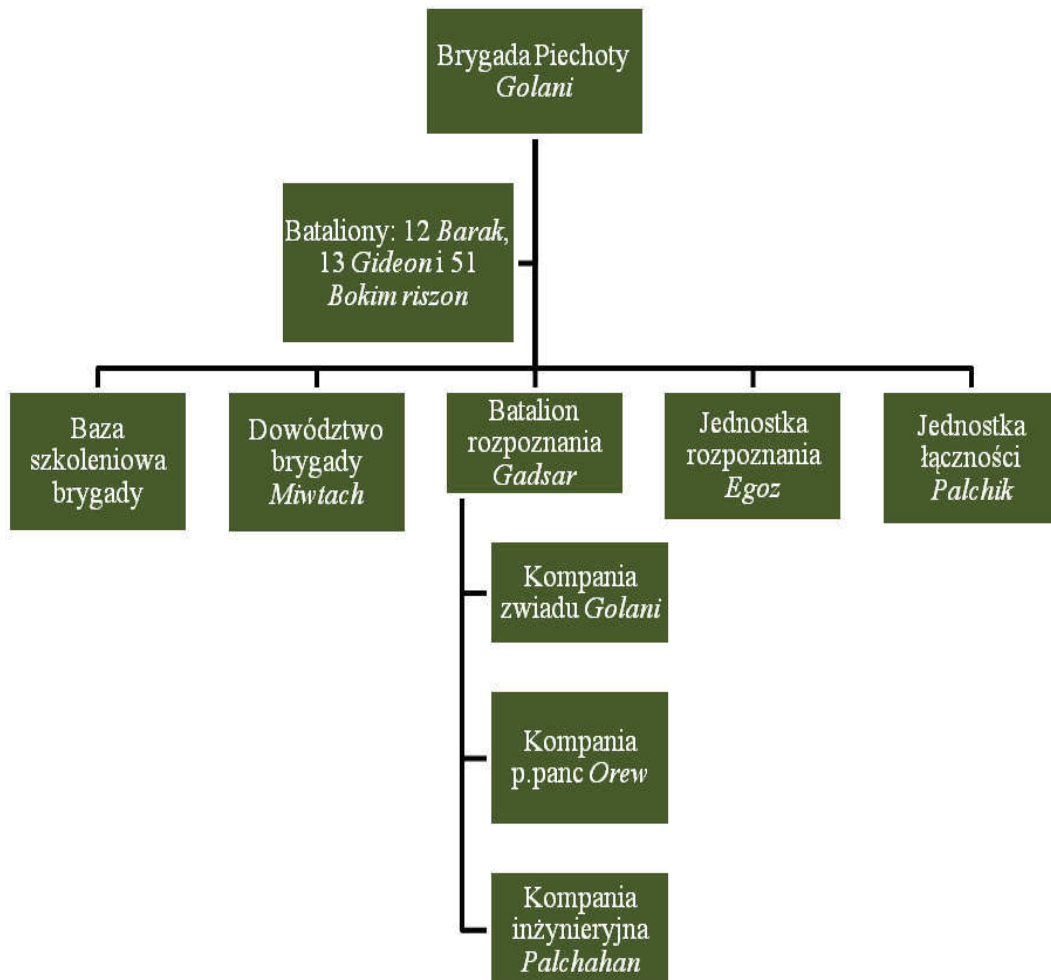 Brygada Piechoty
Golani
Bataliony: 12 Barak,
13 Gideon i 51
Bokim riszon
Baza
szkoleniowa
brygady
Dowództwo
brygady
Miwtach
Batalion
rozpoznania
Gadsar
Jednostka
rozpoznania
Egoz
Jednostka
łączności
Palchik
Kompania
zwiadu Golani
Kompania
p.panc Orew
Kompania
inżynieryjna
Palchahan